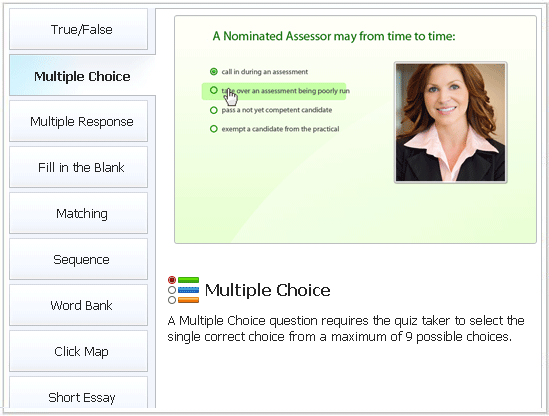 True/False
Multiple Choice
Multiple Response
Fill in the Blank
Matching
Sequence
Word Bank
Click Map
Short Essay
A Nominated Assessor may from time to time:
call in during an assessment
take over an assessment being poorly run
pass a not yet competent candidate
exempt a candidate from the practical
Multiple Choice
A Multiple Choice question requires the quiz taker to select the
single correct choice from a maximum of 9 possible choices.